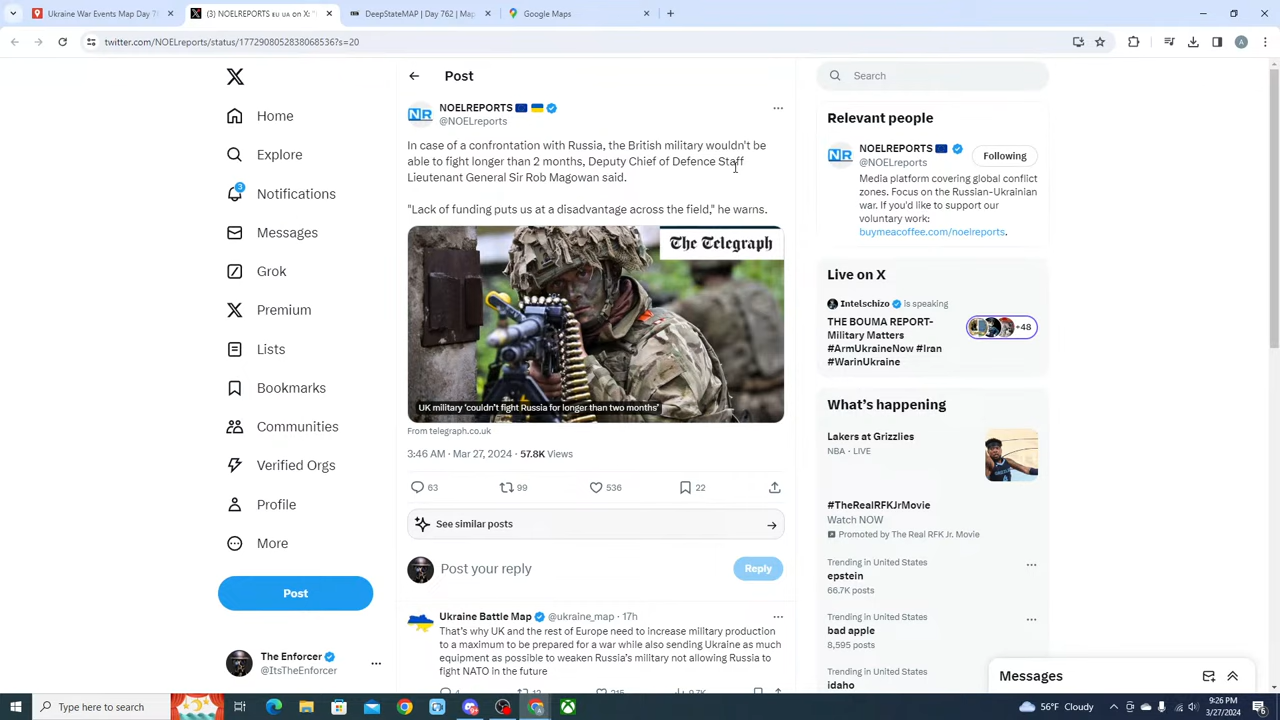 Ukraine War Events Map Day 7
(3) NOELREPORTS EU UA on X:
DeepStateMAP | Day 762 | Map
Google Maps
twitter.com/NOELreports/status/1772908052838068536?s=20
Post
Search
Home
Explore
3
Notifications
Messages
Grok
Premium
Lists
Bookmarks
Communities
Verified Orgs
Profile
More
Post
The Enforcer
@ItsTheEnforcer
NR
NOELREPORTS
@NOELreports
In case of a confrontation with Russia, the British military wouldn't be
able to fight longer than 2 months, Deputy Chief of Defence Staff
Lieutenant General Sir Rob Magowan said.
"Lack of funding puts us at a disadvantage across the field," he warns.
The Telegraph
UK military 'couldn't fight Russia for longer than two months'
From telegraph.co.uk
3:46 AM · Mar 27, 2024 · 57.8K Views
63 99 536 22
See similar posts
Post your reply
Reply
Ukraine Battle Map @ukraine_map · 17h
That's why UK and the rest of Europe need to increase military production
to a maximum to be prepared for a war while also sending Ukraine as much
equipment as possible to weaken Russia's military not allowing Russia to
fight NATO in the future
Relevant people
NR
NOELREPORTS
@NOELreports
Following
Media platform covering global conflict
zones. Focus on the Russian-Ukrainian
war. If you'd like to support our
voluntary work:
buymeacoffee.com/noelreports.
Live on X
Intelschizo is speaking
THE BOUMA REPORT-
Military Matters
#ArmUkraineNow #Iran
#WarinUkraine
+48
What's happening
Lakers at Grizzlies
NBA · LIVE
#TheRealRFKJrMovie
Watch NOW
Promoted by The Real RFK Jr. Movie
Trending in United States
epstein
66.7K posts
Trending in United States
bad apple
8,595 posts
Trending in United States
idaho
Messages
Type here to search
56°F Cloudy
9:26 PM
3/27/2024